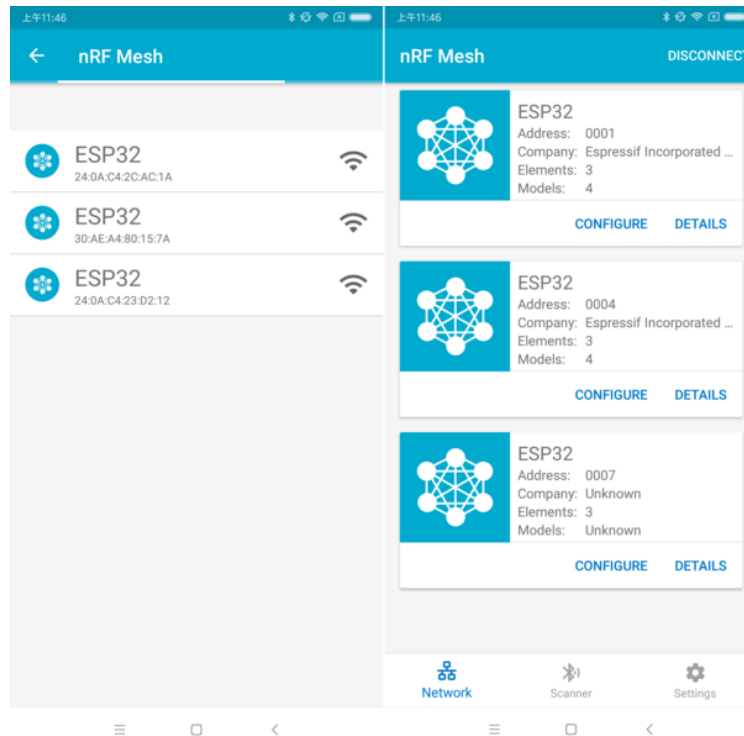 上午11:46
nRF Mesh
ESP32
24:0A:C4:2C:AC:1A
ESP32
30:AE:A4:80:15:7A
ESP32
24:0A:C4:23:D2:12
上午11:46
nRF Mesh
DISCONNECT
ESP32
Address: 0001
Company: Espressif Incorporated ...
Elements: 3
Models: 4
CONFIGURE DETAILS
ESP32
Address: 0004
Company: Espressif Incorporated ...
Elements: 3
Models: 4
CONFIGURE DETAILS
ESP32
Address: 0007
Company: Unknown
Elements: 3
Models: Unknown
CONFIGURE DETAILS
Network Scanner Settings